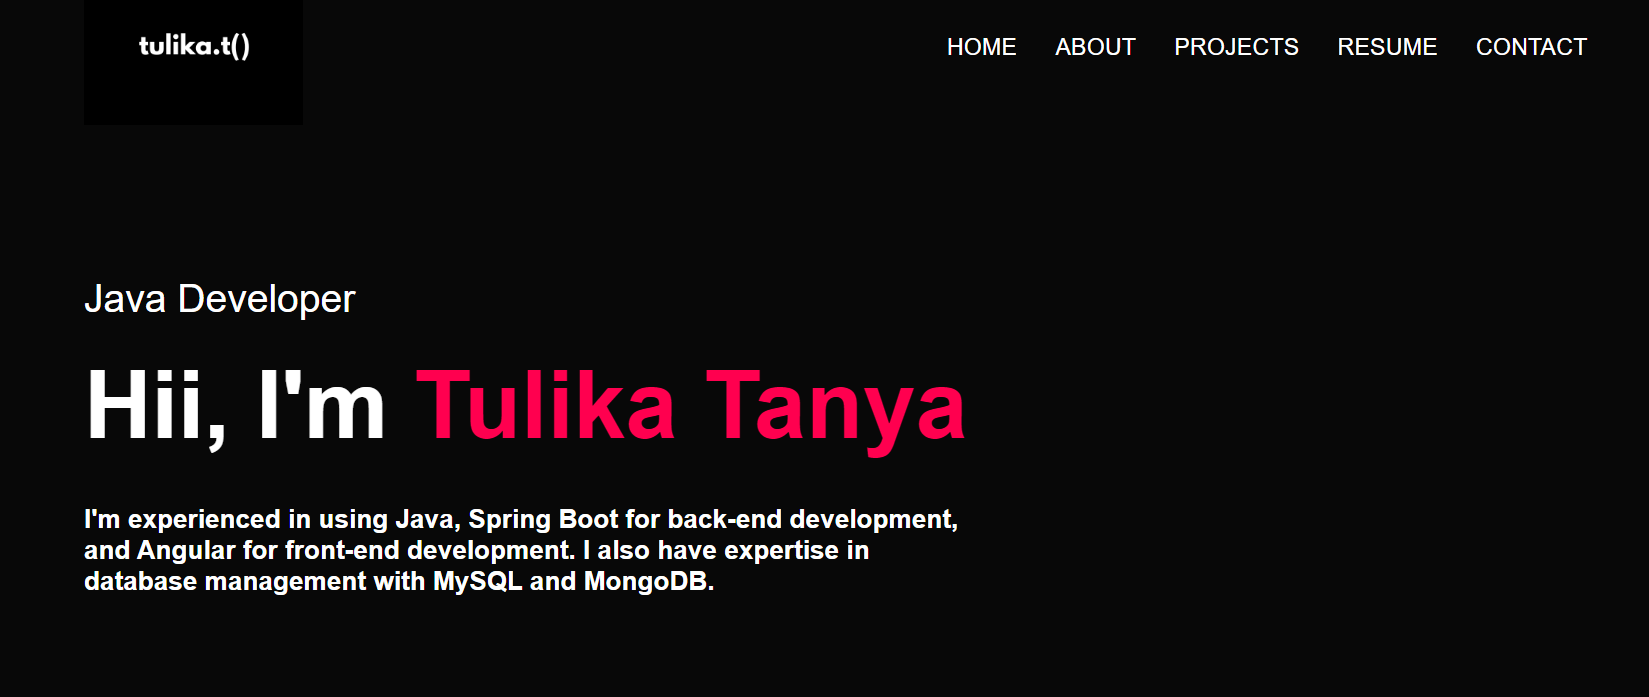 tulika.t()
HOME ABOUT PROJECTS RESUME CONTACT
Java Developer
Hii, I'm Tulika Tanya
I'm experienced in using Java, Spring Boot for back-end development,
and Angular for front-end development. I also have expertise in
database management with MySQL and MongoDB.